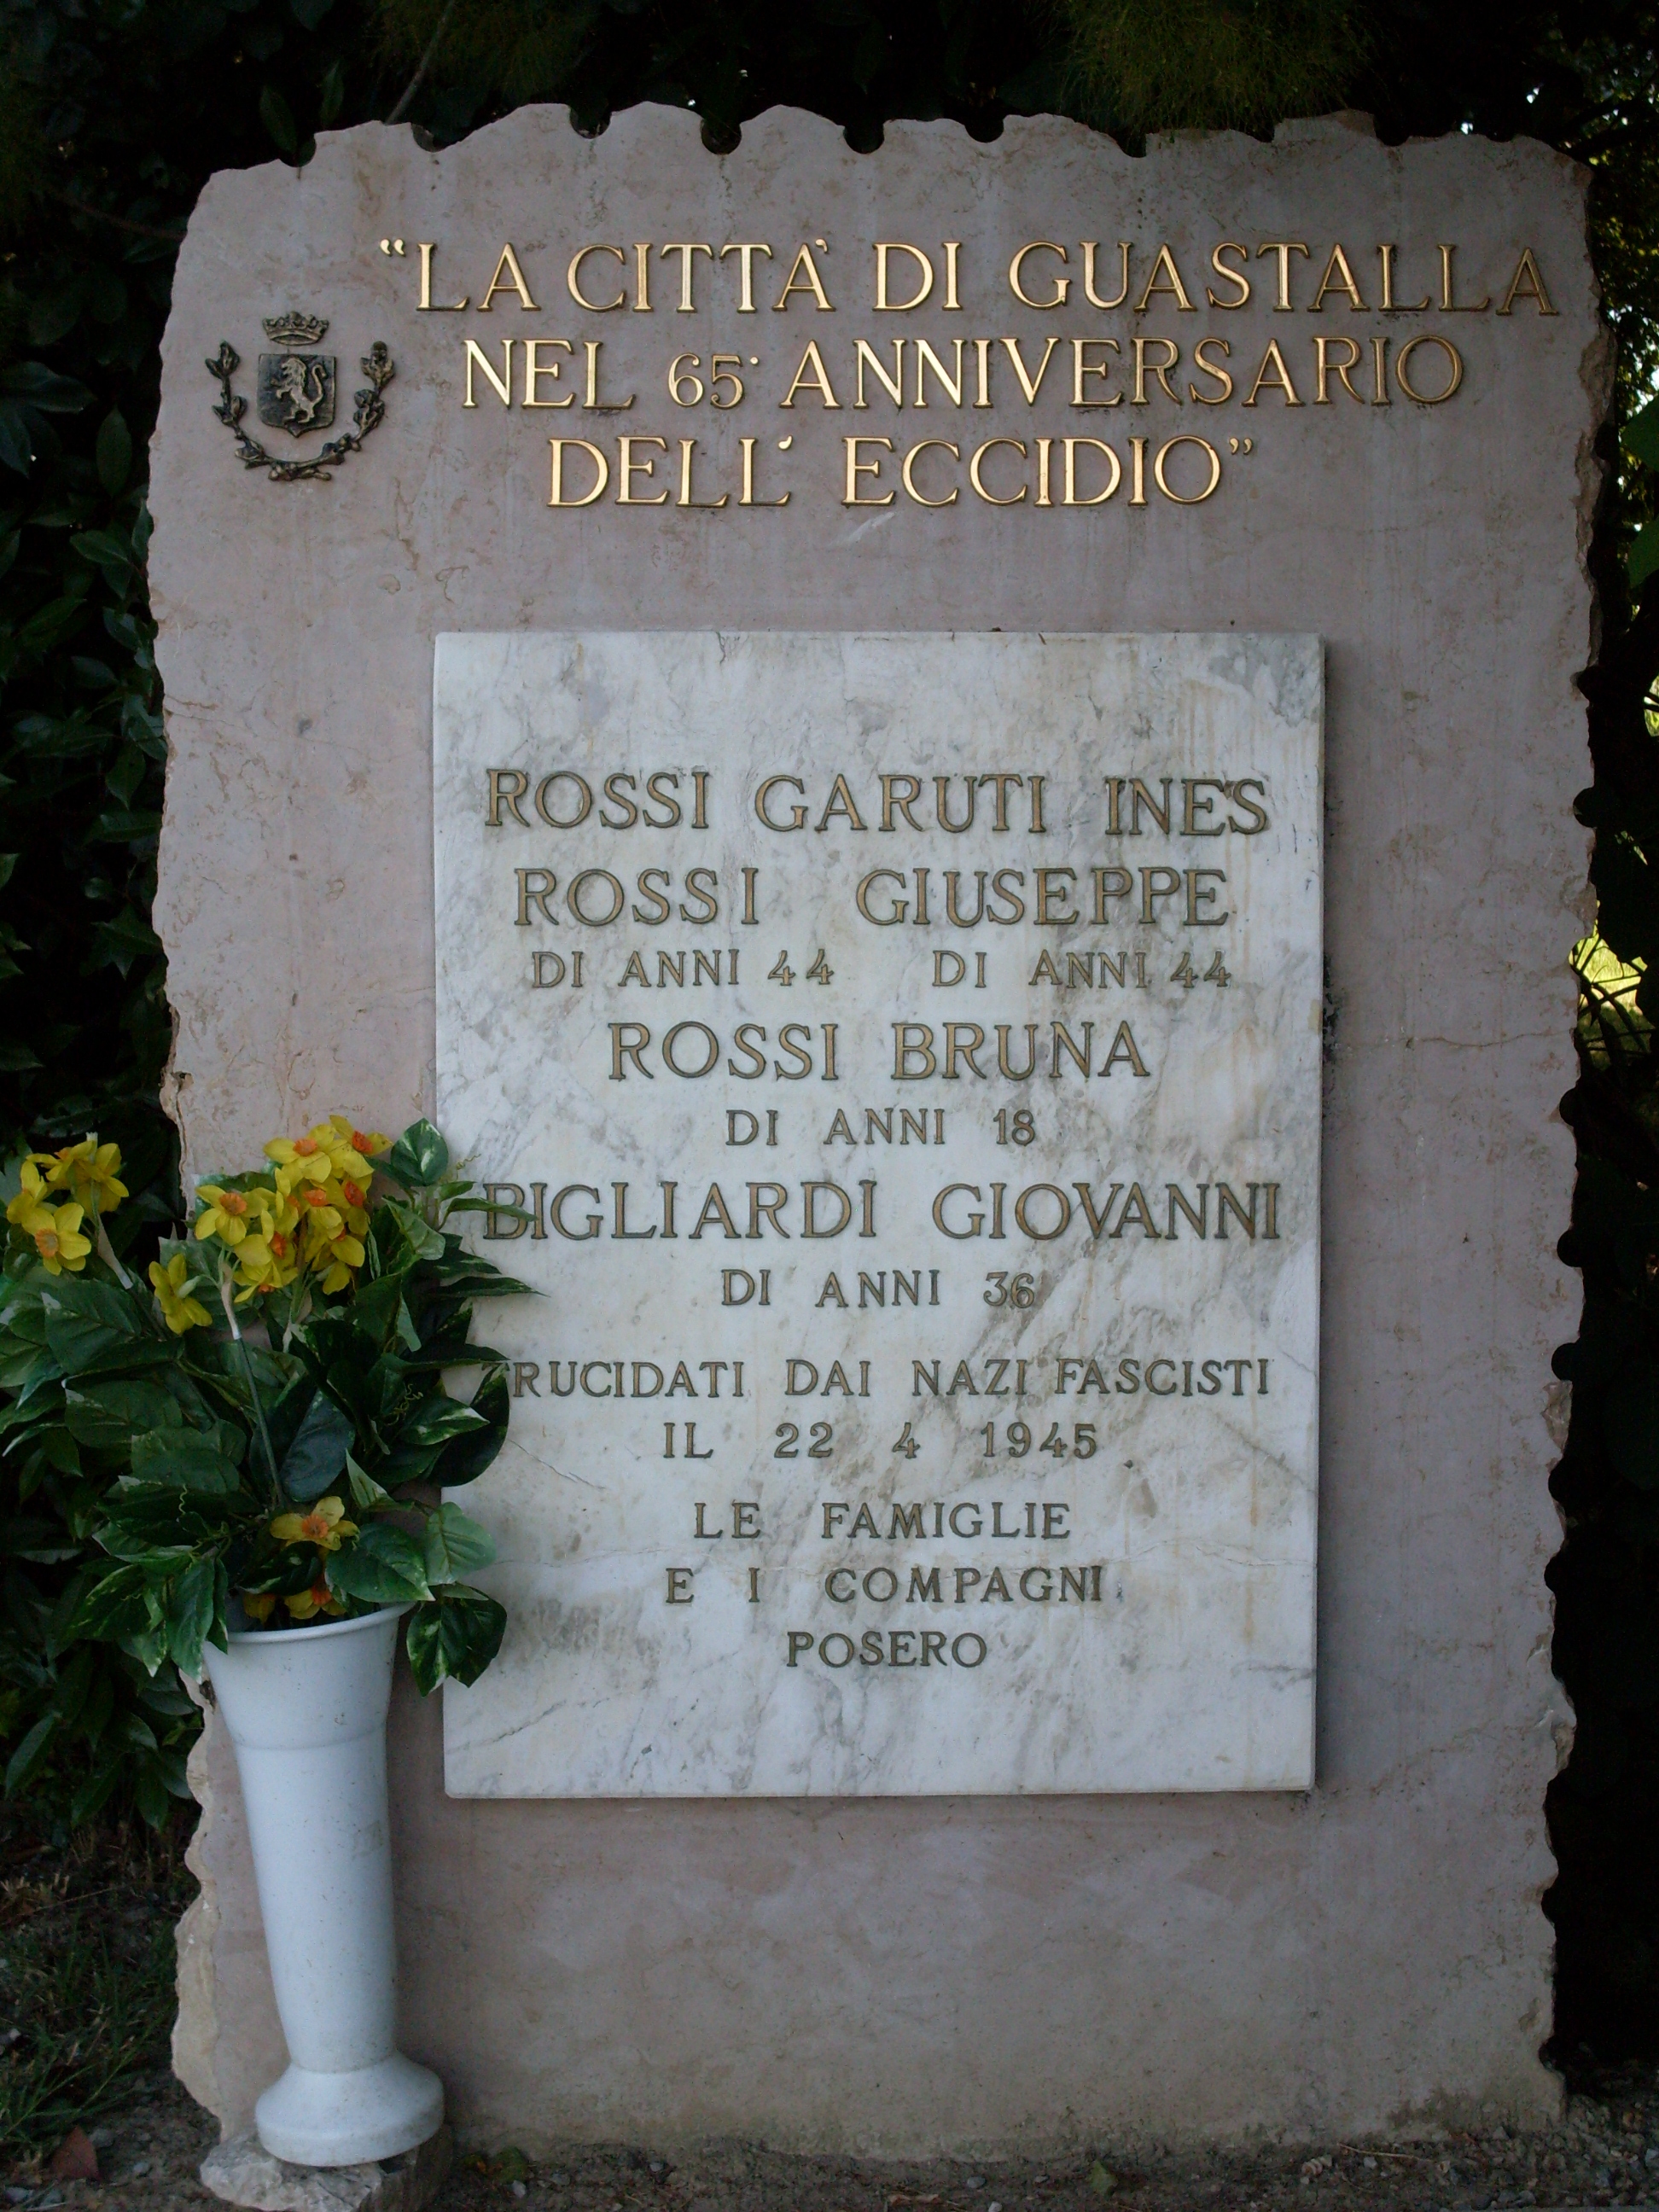 “LA CITTA' DI GUASTALLA
NEL 65° ANNIVERSARIO
DELL' ECCIDIO”
ROSSI GARUTI INES
ROSSI GIUSEPPE
DI ANNI 44 DI ANNI 44
ROSSI BRUNA
DI ANNI 18
BIGLIARDI GIOVANNI
DI ANNI 36
TRUCIDATI DAI NAZI FASCISTI
IL 22 4 1945
LE FAMIGLIE
E I COMPAGNI
POSERO